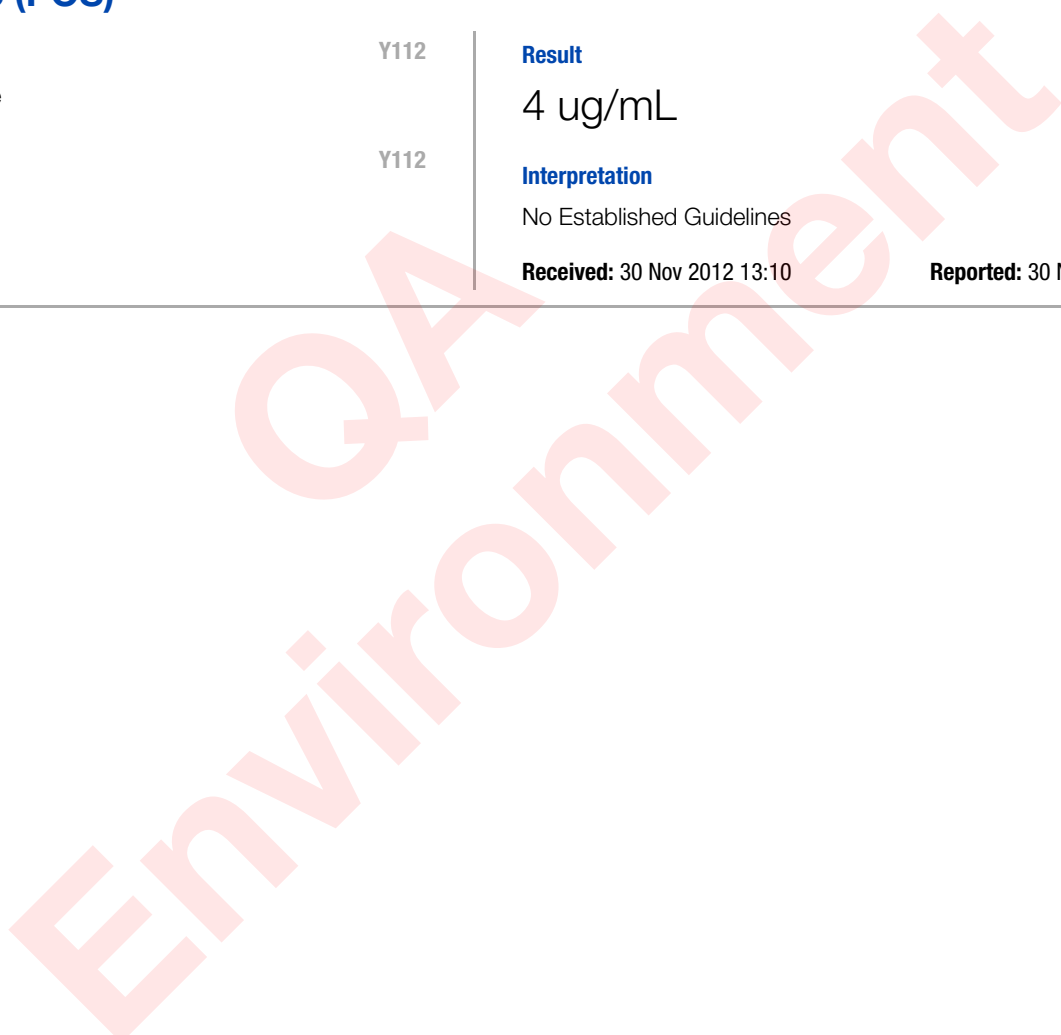 (POS)
Y112
Result
4 ug/mL
Y112
Interpretation
No Established Guidelines
Received: 30 Nov 2012 13:10
Reported: 30
QA
Environment